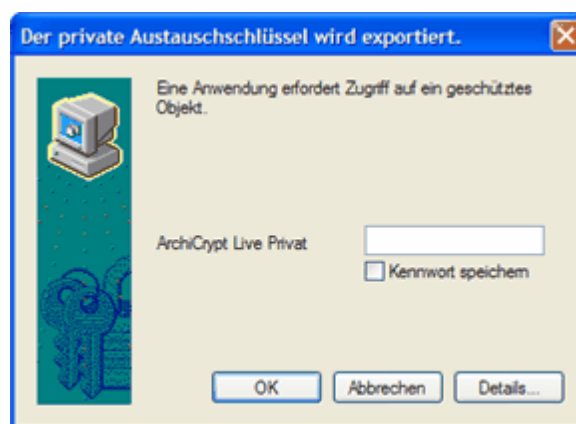 Der private Austauschschlüssel wird exportiert.
Eine Anwendung erfordert Zugriff auf ein geschütztes
Objekt.
ArchiCrypt Live Privat
Kennwort speichern
OK
Abbrechen
Details...